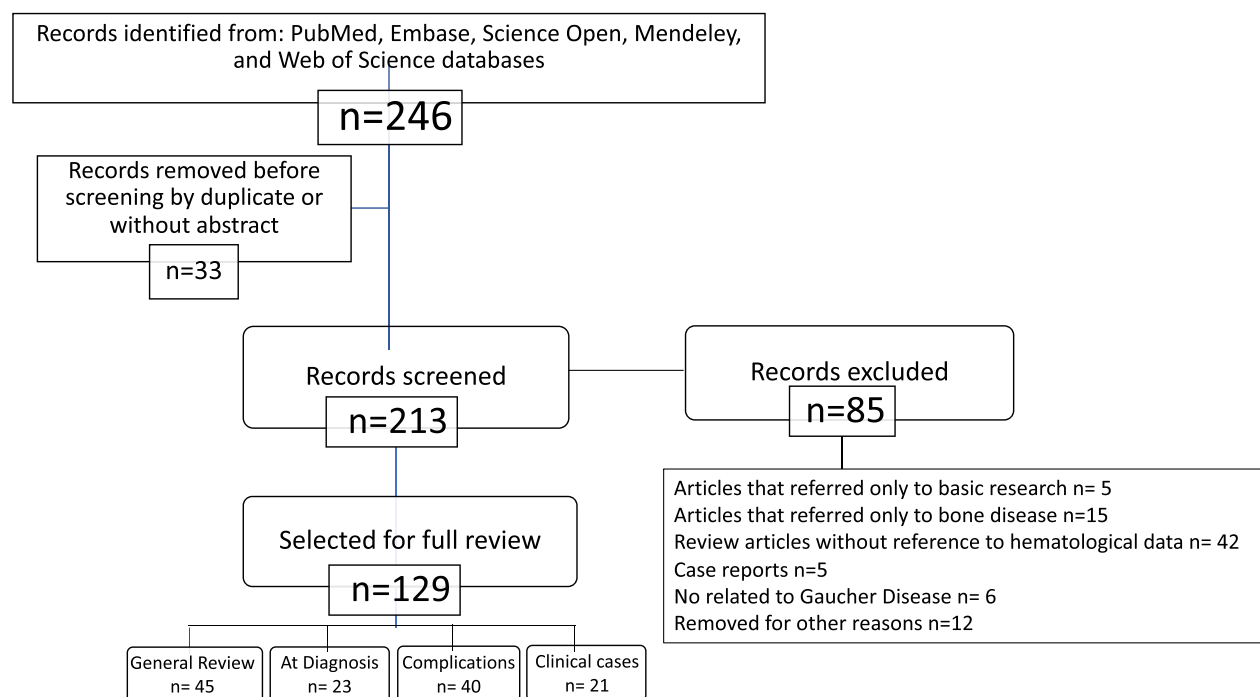 Records identified from: PubMed, Embase, Science Open, Mendeley,
and Web of Science databases
n=246
Records removed before
screening by duplicate or
without abstract
n=33
Records screened
n=213
Records excluded
n=85
Articles that referred only to basic research n= 5
Articles that referred only to bone disease n=15
Review articles without reference to hematological data n= 42
Case reports n=5
No related to Gaucher Disease n= 6
Removed for other reasons n=12
Selected for full review
n=129
General Review
n= 45
At Diagnosis
n= 23
Complications
n= 40
Clinical cases
n= 21